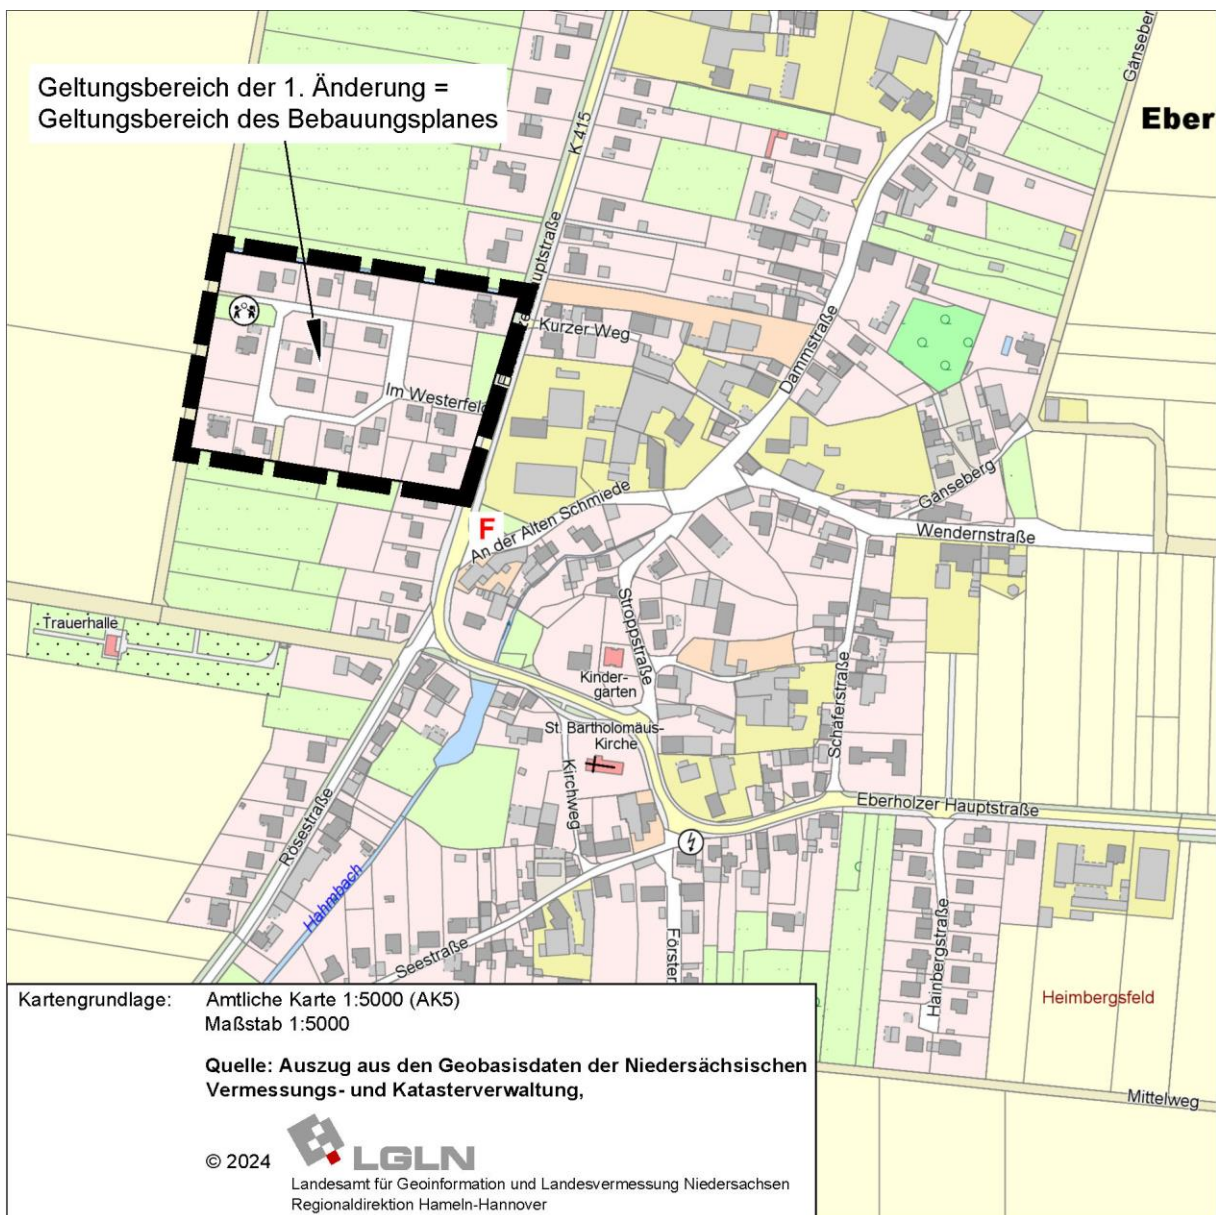 Geltungsbereich der 1. Änderung =
Geltungsbereich des Bebauungsplanes
K 415
Gänseber
Eber
Kurzer Weg
Dammstraße
Im Westerfeld
Gänseberg
Wendernstraße
An der Alten Schmiede
F
Stroppstraße
Schäferstraße
Trauerhalle
Kinder-
garten
St. Bartholomäus-
Kirche
Kirchweg
Eberholzer Hauptstraße
Rösestraße
Hahmbach
Seestraße
Förster
Hainbergstraße
Heimbergsfeld
Mittelweg
Kartengrundlage: Amtliche Karte 1:5000 (AK5)
Maßstab 1:5000
Quelle: Auszug aus den Geobasisdaten der Niedersächsischen
Vermessungs- und Katasterverwaltung,
© 2024
LGLN
Landesamt für Geoinformation und Landesvermessung Niedersachsen
Regionaldirektion Hameln-Hannover